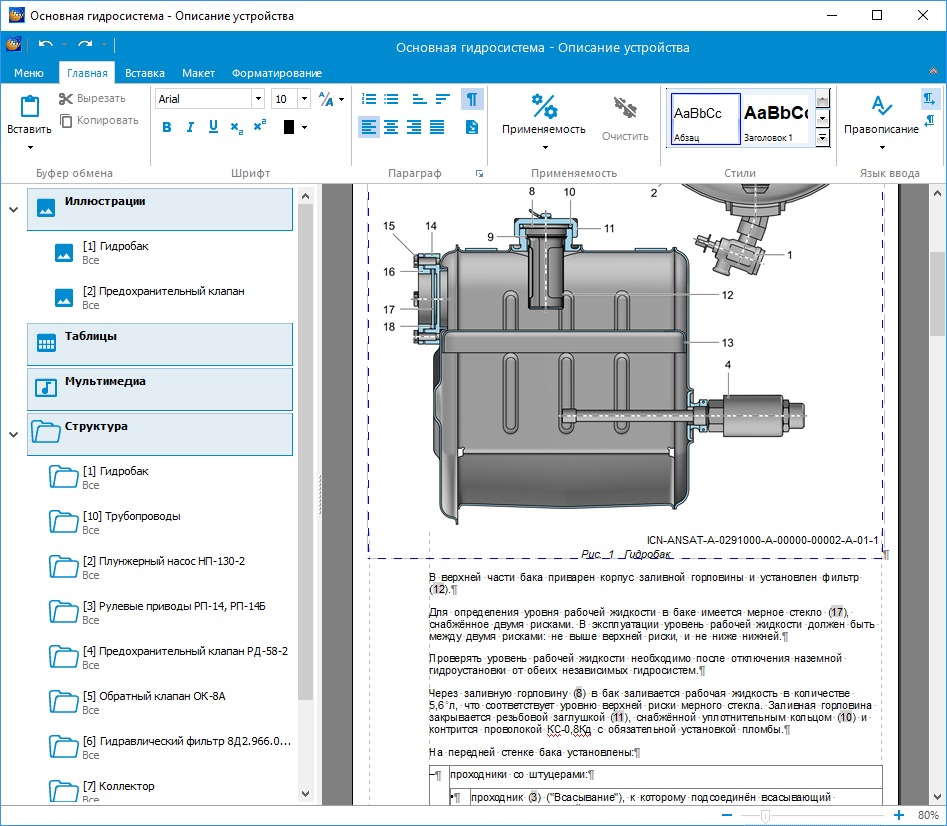 Основная гидросистема - Описание устройства
Основная гидросистема - Описание устройства
Меню Главная Вставка Макет Форматирование
Вставить
Вырезать
Копировать
Буфер обмена
Arial 10
B I U x₂ x²
Шрифт
Параграф
Применяемость
Очистить
Применяемость
AaBbCc
Абзац
AaBbCc
Заголовок 1
Стили
Правописание
Язык ввода
Иллюстрации
[1] Гидробак
Все
[2] Предохранительный клапан
Все
Таблицы
Мультимедиа
Структура
[1] Гидробак
Все
[10] Трубопроводы
Все
[2] Плунжерный насос НП-130-2
Все
[3] Рулевые приводы РП-14, РП-14Б
Все
[4] Предохранительный клапан РД-58-2
Все
[5] Обратный клапан ОК-8А
Все
[6] Гидравлический фильтр 8Д2.966.0...
Все
[7] Коллектор
Все
8 10 2
15 14 9 11
1
16
12
17
18
13
4
ICN-ANSAT-A-0291000-A-00000-00002-A-01-1
Рис. 1 Гидробак
В верхней части бака приварен корпус заливной горловины и установлен фильтр
(12).¶
Для определения уровня рабочей жидкости в баке имеется мерное стекло (17),
снабжённое двумя рисками. В эксплуатации уровень рабочей жидкости должен быть
между двумя рисками: не выше верхней риски, и не ниже нижней.¶
Проверять уровень рабочей жидкости необходимо после отключения наземной
гидроустановки от обеих независимых гидросистем.¶
Через заливную горловину (8) в бак заливается рабочая жидкость в количестве
5,6°л, что соответствует уровню верхней риски мерного стекла. Заливная горловина
закрывается резьбовой заглушкой (11), снабжённой уплотнительным кольцом (10) и
контрится проволокой КС-0,8Кд с обязательной установкой пломбы.¶
На передней стенке бака установлены:¶
–¶ проходники со штуцерами:¶
•¶ проходник (3) ("Всасывание"), к которому подсоединён всасывающий
80%